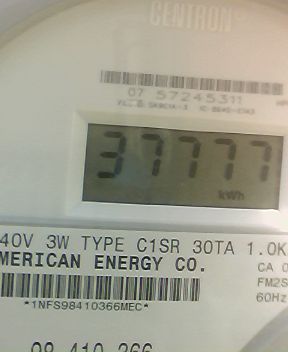 CENTRON®
07 57245311
37777
kWh
40V 3W TYPE C1SR 30TA 1.0K
MERICAN ENERGY CO.
CA 0
FM2S
60Hz
*1NFS98410366MEC*
98 410 366